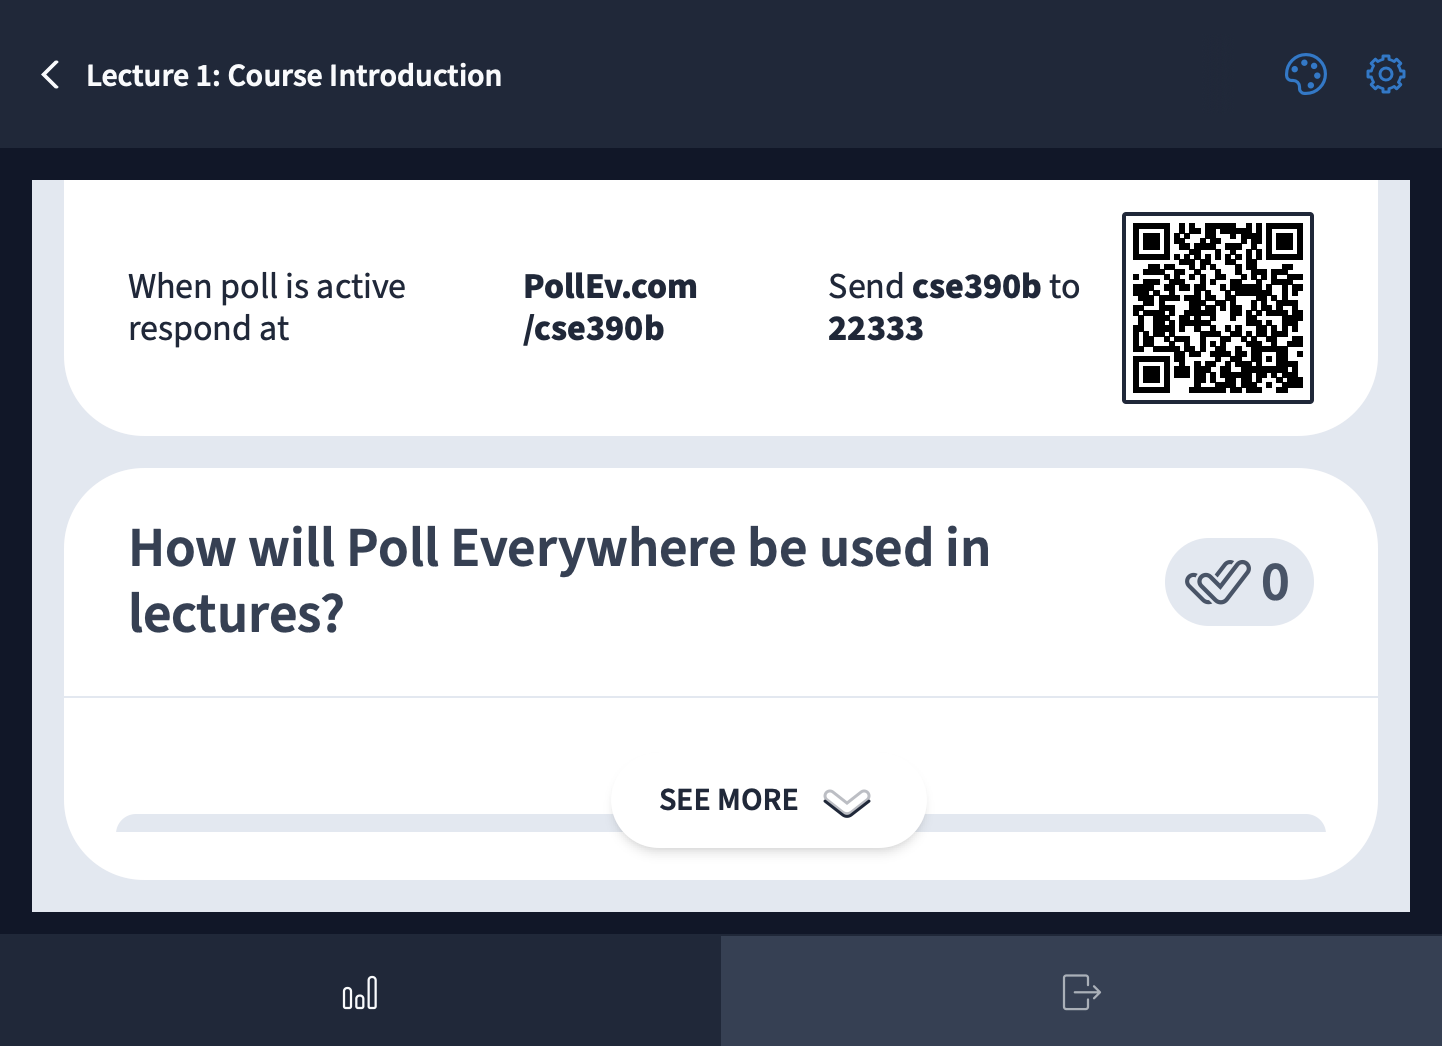 Lecture 1: Course Introduction
When poll is active
respond at
PollEv.com
/cse390b
Send cse390b to
22333
How will Poll Everywhere be used in
lectures?
0
SEE MORE